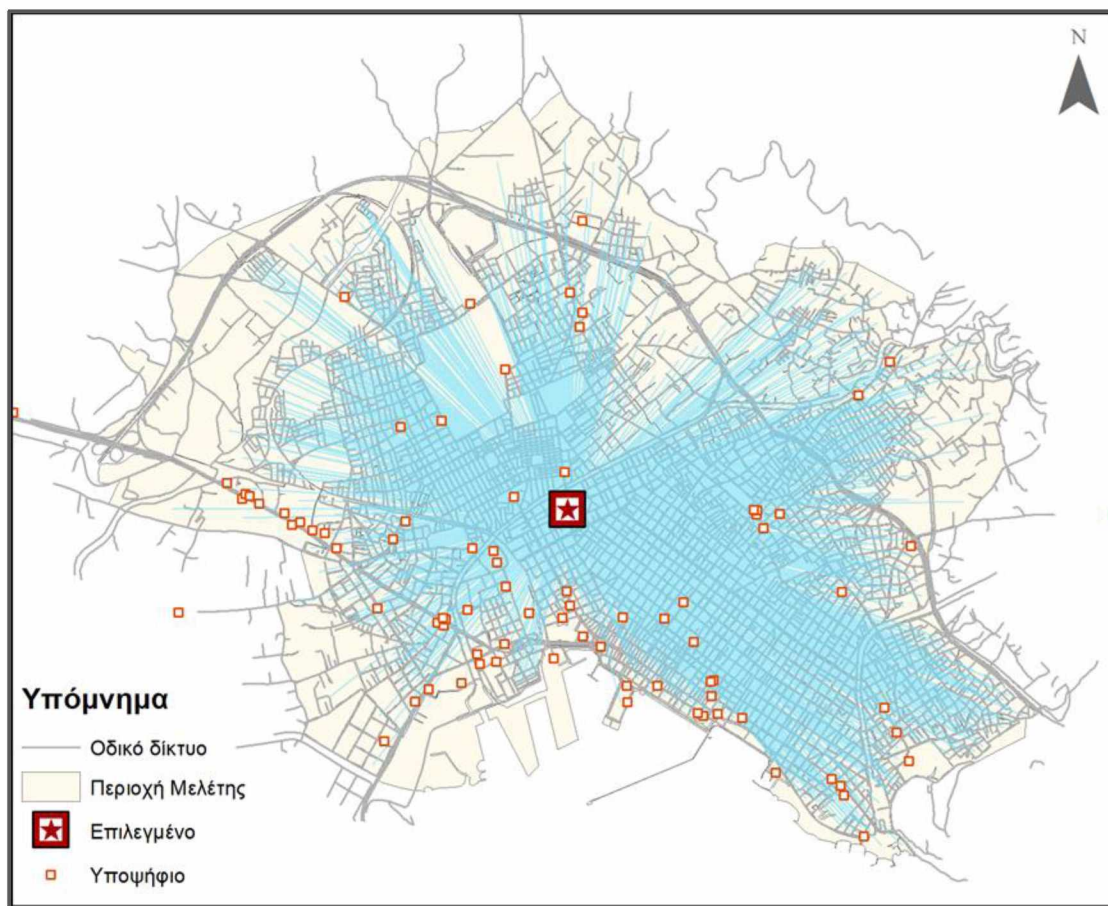 N
Υπόμνημα
Οδικό δίκτυο
Περιοχή Μελέτης
Επιλεγμένο
Υποψήφιο